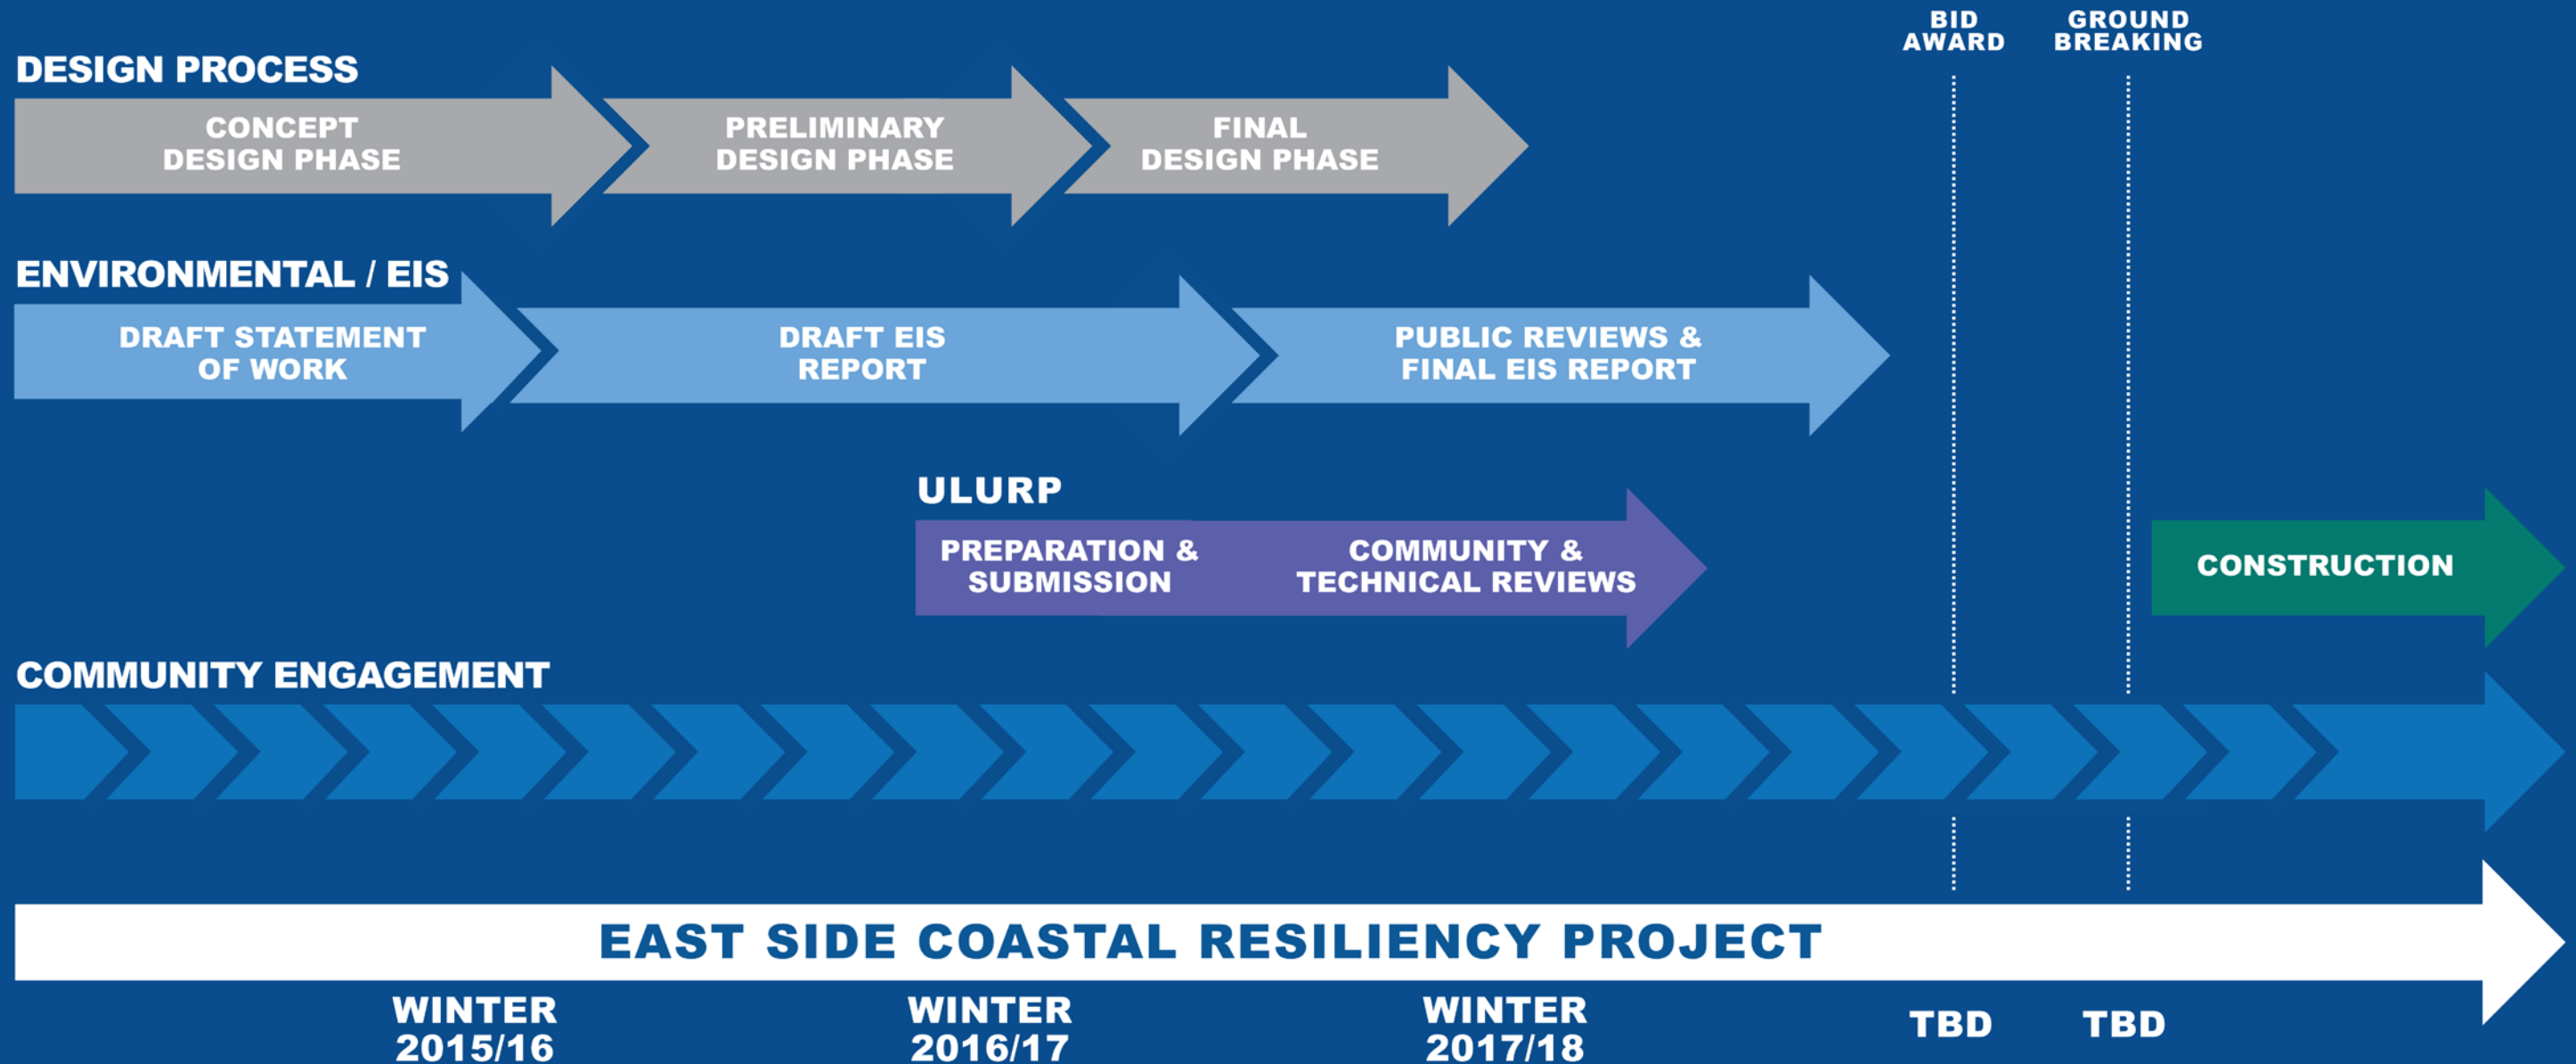 BID
AWARD
GROUND
BREAKING
DESIGN PROCESS
CONCEPT
DESIGN PHASE
PRELIMINARY
DESIGN PHASE
FINAL
DESIGN PHASE
ENVIRONMENTAL / EIS
DRAFT STATEMENT
OF WORK
DRAFT EIS
REPORT
PUBLIC REVIEWS &
FINAL EIS REPORT
ULURP
PREPARATION &
SUBMISSION
COMMUNITY &
TECHNICAL REVIEWS
CONSTRUCTION
COMMUNITY ENGAGEMENT
EAST SIDE COASTAL RESILIENCY PROJECT
WINTER
2015/16
WINTER
2016/17
WINTER
2017/18
TBD
TBD